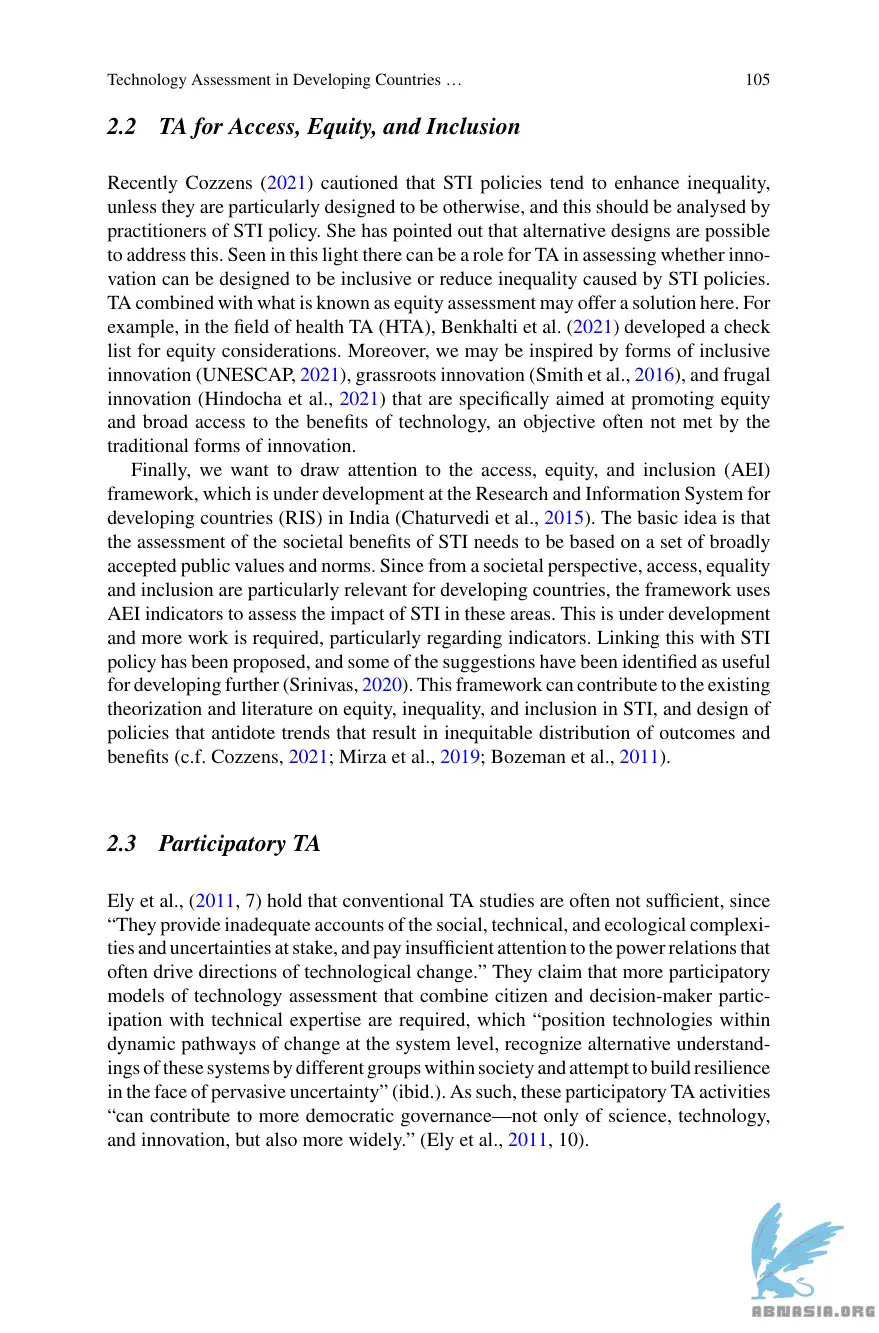 Technology Assessment in Developing Countries … 105
2.2 TA for Access, Equity, and Inclusion
Recently Cozzens (2021) cautioned that STI policies tend to enhance inequality,
unless they are particularly designed to be otherwise, and this should be analysed by
practitioners of STI policy. She has pointed out that alternative designs are possible
to address this. Seen in this light there can be a role for TA in assessing whether inno-
vation can be designed to be inclusive or reduce inequality caused by STI policies.
TA combined with what is known as equity assessment may offer a solution here. For
example, in the field of health TA (HTA), Benkhalti et al. (2021) developed a check
list for equity considerations. Moreover, we may be inspired by forms of inclusive
innovation (UNESCAP, 2021), grassroots innovation (Smith et al., 2016), and frugal
innovation (Hindocha et al., 2021) that are specifically aimed at promoting equity
and broad access to the benefits of technology, an objective often not met by the
traditional forms of innovation.
Finally, we want to draw attention to the access, equity, and inclusion (AEI)
framework, which is under development at the Research and Information System for
developing countries (RIS) in India (Chaturvedi et al., 2015). The basic idea is that
the assessment of the societal benefits of STI needs to be based on a set of broadly
accepted public values and norms. Since from a societal perspective, access, equality
and inclusion are particularly relevant for developing countries, the framework uses
AEI indicators to assess the impact of STI in these areas. This is under development
and more work is required, particularly regarding indicators. Linking this with STI
policy has been proposed, and some of the suggestions have been identified as useful
for developing further (Srinivas, 2020). This framework can contribute to the existing
theorization and literature on equity, inequality, and inclusion in STI, and design of
policies that antidote trends that result in inequitable distribution of outcomes and
benefits (c.f. Cozzens, 2021; Mirza et al., 2019; Bozeman et al., 2011).
2.3 Participatory TA
Ely et al., (2011, 7) hold that conventional TA studies are often not sufficient, since
“They provide inadequate accounts of the social, technical, and ecological complexi-
ties and uncertainties at stake, and pay insufficient attention to the power relations that
often drive directions of technological change.” They claim that more participatory
models of technology assessment that combine citizen and decision-maker partic-
ipation with technical expertise are required, which “position technologies within
dynamic pathways of change at the system level, recognize alternative understand-
ings of these systems by different groups within society and attempt to build resilience
in the face of pervasive uncertainty” (ibid.). As such, these participatory TA activities
“can contribute to more democratic governance—not only of science, technology,
and innovation, but also more widely.” (Ely et al., 2011, 10).
ABNASIA.ORG